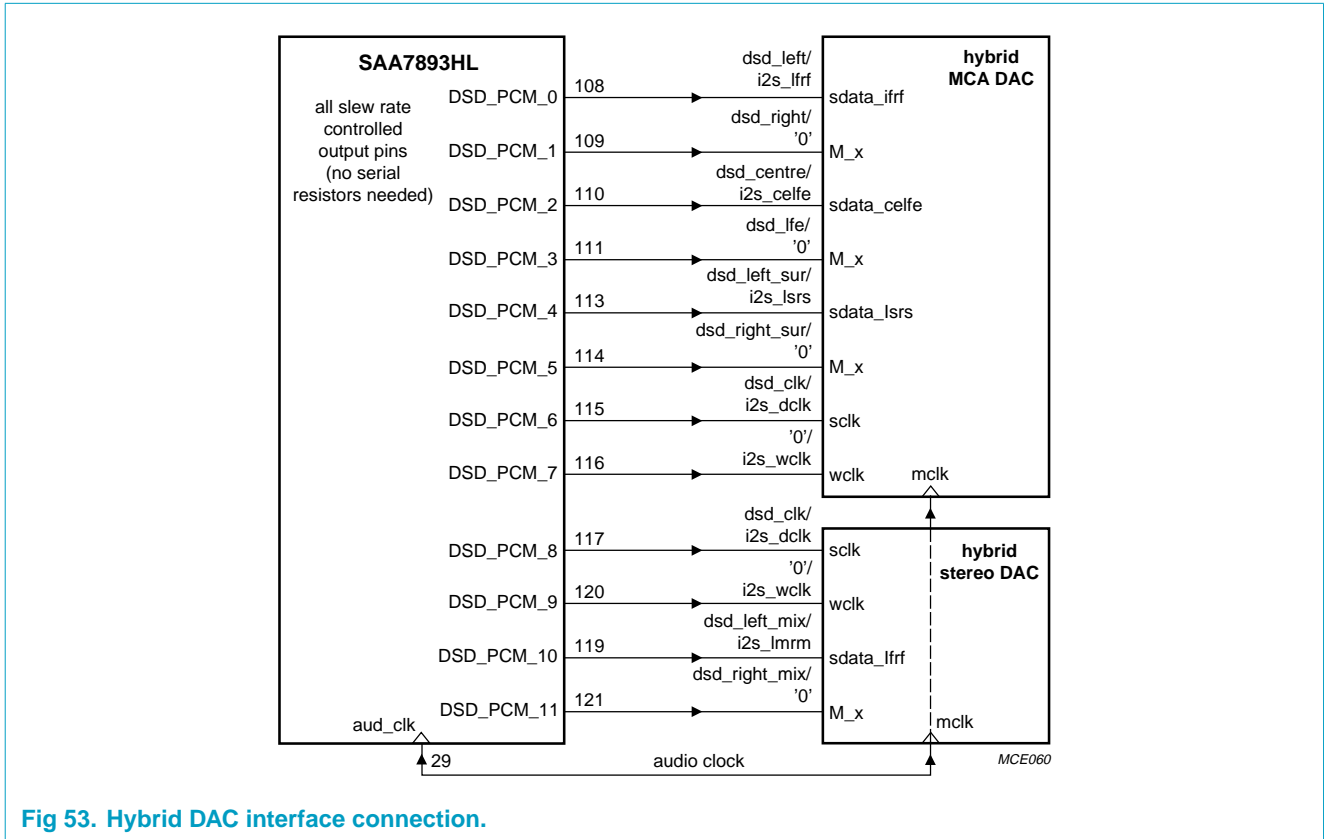 SAA7893HL
all slew rate
controlled
output pins
(no serial
resistors needed)
DSD_PCM_0
108
dsd_left/
i2s_lfrf
sdata_ifrf
DSD_PCM_1
109
dsd_right/
'0'
M_x
DSD_PCM_2
110
dsd_centre/
i2s_celfe
sdata_celfe
DSD_PCM_3
111
dsd_lfe/
'0'
M_x
DSD_PCM_4
113
dsd_left_sur/
i2s_lsrs
sdata_lsrs
DSD_PCM_5
114
dsd_right_sur/
'0'
M_x
DSD_PCM_6
115
dsd_clk/
i2s_dclk
sclk
DSD_PCM_7
116
'0'/
i2s_wclk
wclk
hybrid
MCA DAC
mclk
DSD_PCM_8
117
dsd_clk/
i2s_dclk
sclk
DSD_PCM_9
120
'0'/
i2s_wclk
wclk
DSD_PCM_10
119
dsd_left_mix/
i2s_lmrm
sdata_lfrf
DSD_PCM_11
121
dsd_right_mix/
'0'
M_x
hybrid
stereo DAC
mclk
aud_clk
29
audio clock
MCE060
Fig 53. Hybrid DAC interface connection.